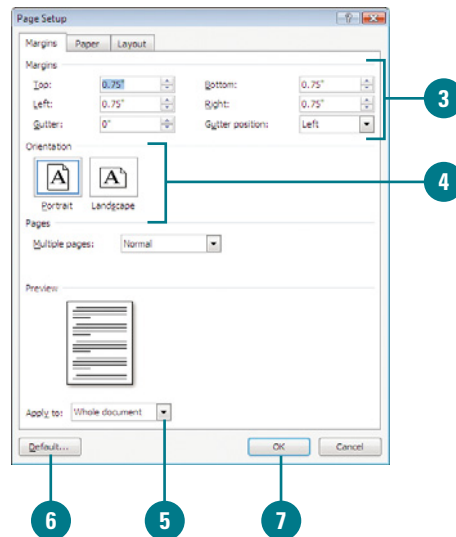 Page Setup
Margins Paper Layout
Margins
Top: 0.75" Bottom: 0.75"
Left: 0.75" Right: 0.75"
Gutter: 0" Gutter position: Left
3
Orientation
A A
4
Portrait Landscape
Pages
Multiple pages: Normal
Preview
Apply to: Whole document
Default... OK Cancel
6 5 7